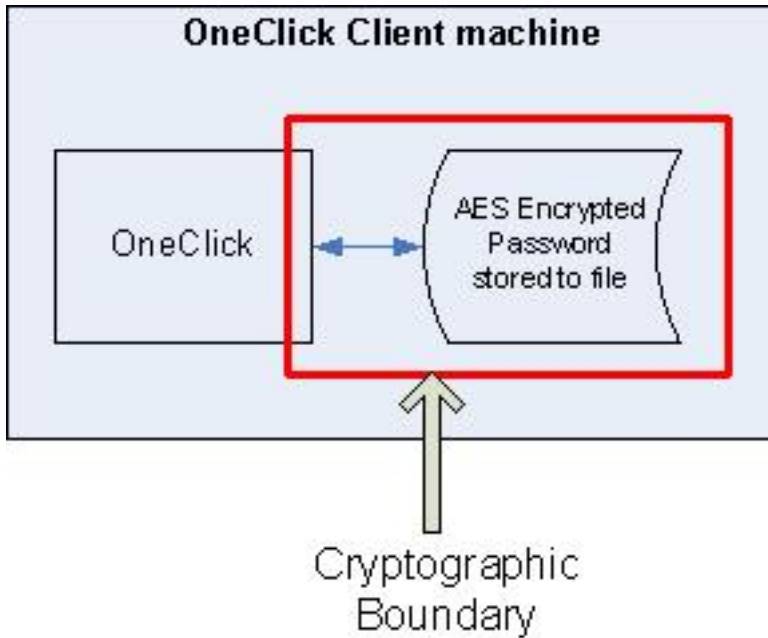 OneClick Client machine
OneClick
AES Encrypted
Password
stored to file
Cryptographic
Boundary